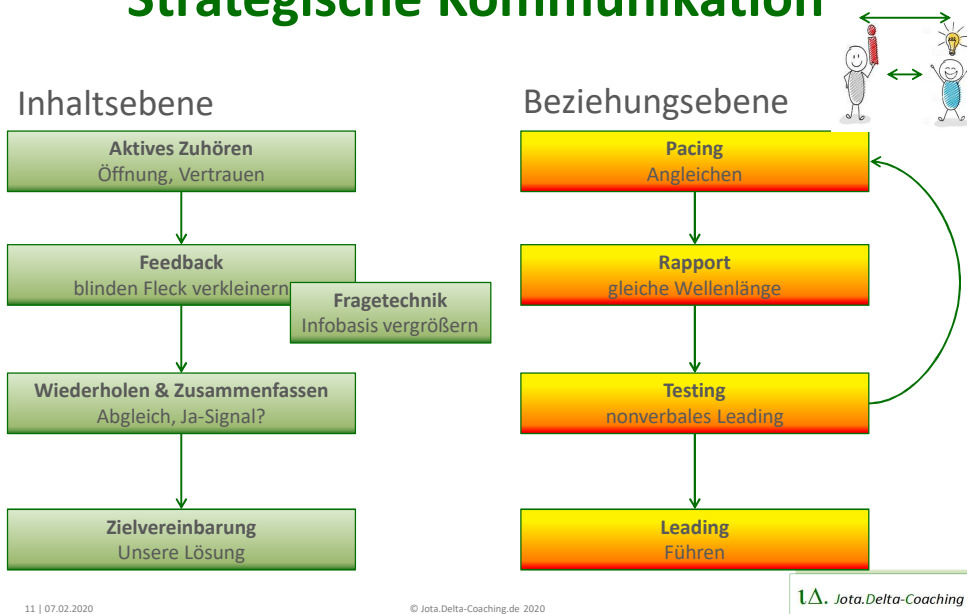 Strategische Kommunikation
Inhaltsebene
Aktives Zuhören
Öffnung, Vertrauen
Feedback
blinden Fleck verkleinern
Fragetechnik
Infobasis vergrößern
Wiederholen & Zusammenfassen
Abgleich, Ja-Signal?
Zielvereinbarung
Unsere Lösung
Beziehungsebene
Pacing
Angleichen
Rapport
gleiche Wellenlänge
Testing
nonverbales Leading
Leading
Führen
11 | 07.02.2020
© Jota.Delta-Coaching.de 2020
ιΔ. Jota.Delta-Coaching